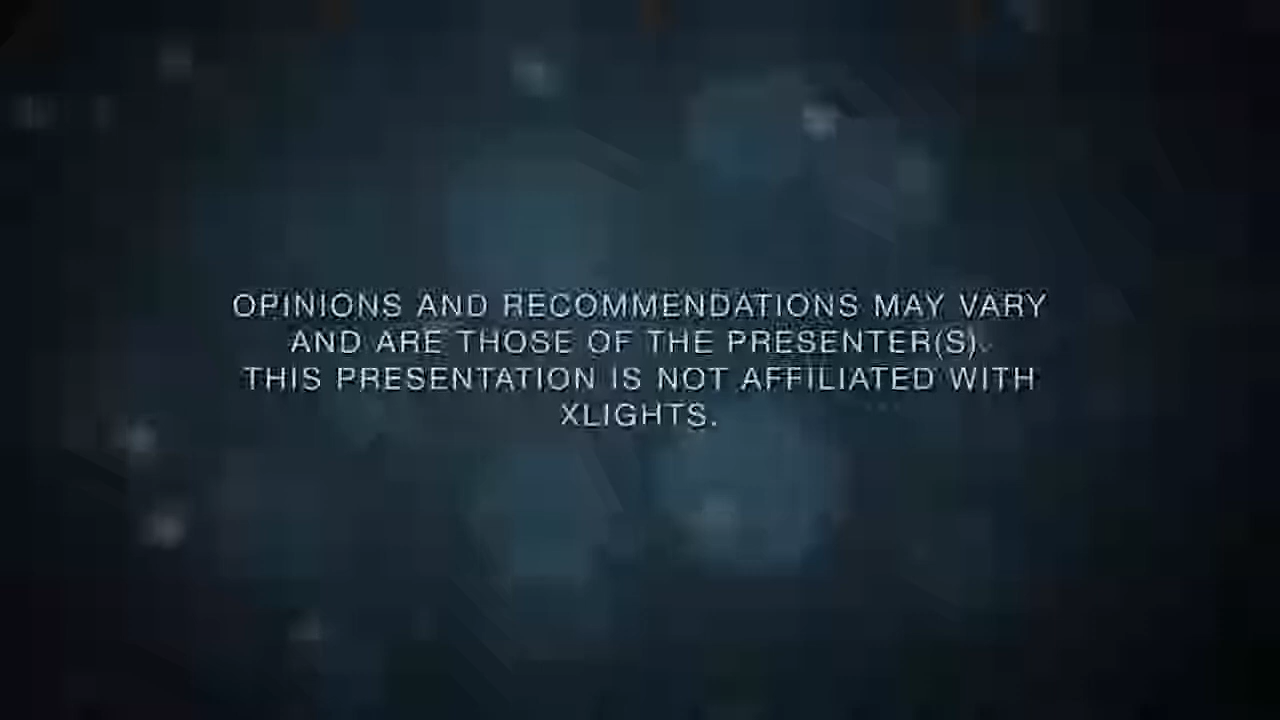 OPINIONS AND RECOMMENDATIONS MAY VARY
AND ARE THOSE OF THE PRESENTER(S).
THIS PRESENTATION IS NOT AFFILIATED WITH
XLIGHTS.